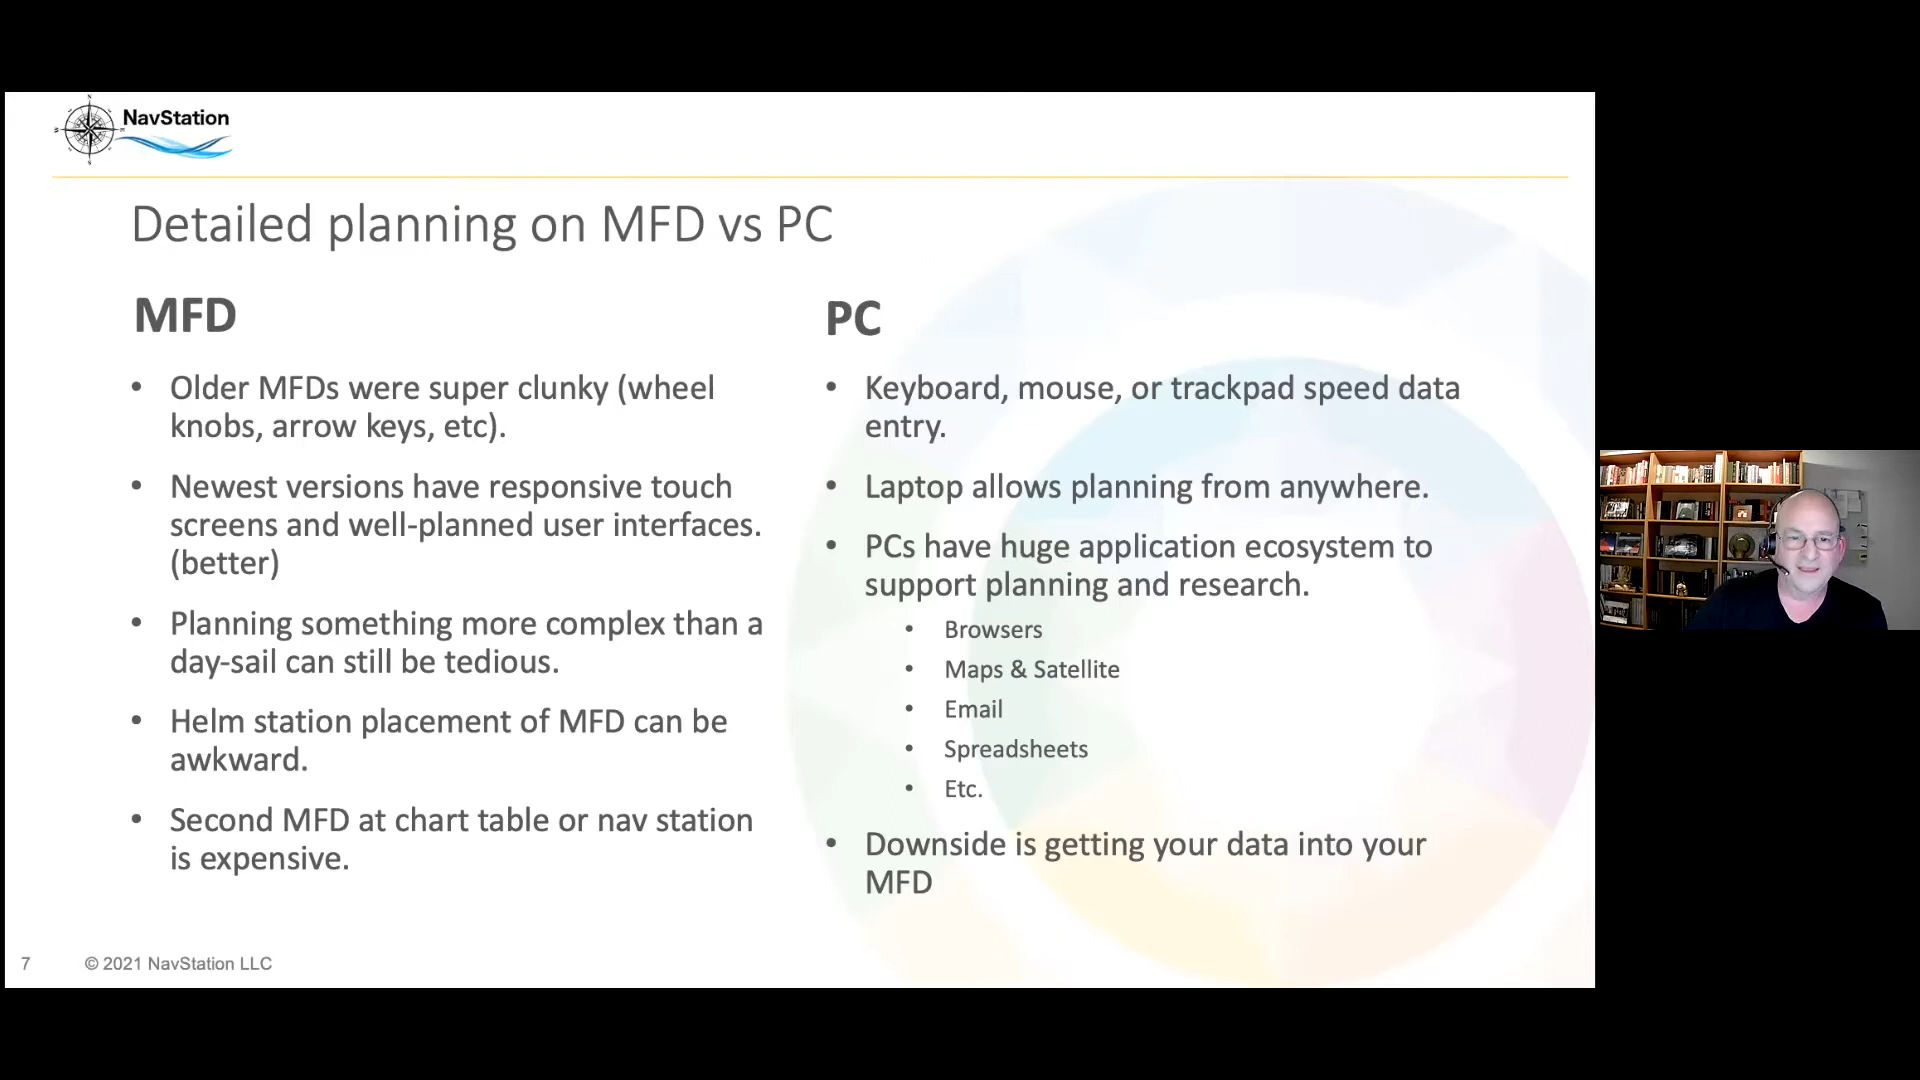 NavStation
Detailed planning on MFD vs PC
MFD
• Older MFDs were super clunky (wheel
knobs, arrow keys, etc).
• Newest versions have responsive touch
screens and well-planned user interfaces.
(better)
• Planning something more complex than a
day-sail can still be tedious.
• Helm station placement of MFD can be
awkward.
• Second MFD at chart table or nav station
is expensive.
PC
• Keyboard, mouse, or trackpad speed data
entry.
• Laptop allows planning from anywhere.
• PCs have huge application ecosystem to
support planning and research.
• Browsers
• Maps & Satellite
• Email
• Spreadsheets
• Etc.
• Downside is getting your data into your
MFD
7
© 2021 NavStation LLC